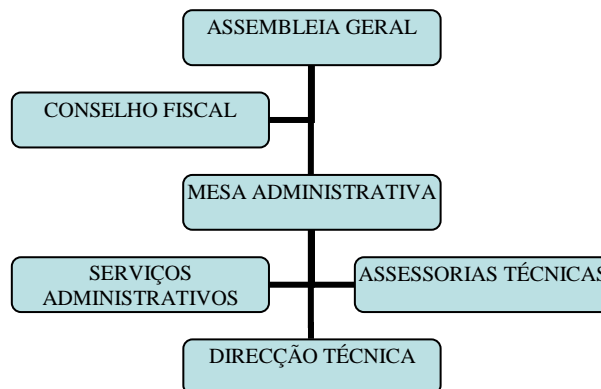 ASSEMBLEIA GERAL
CONSELHO FISCAL
MESA ADMINISTRATIVA
SERVIÇOS
ADMINISTRATIVOS
ASSESSORIAS TÉCNICAS
DIRECÇÃO TÉCNICA